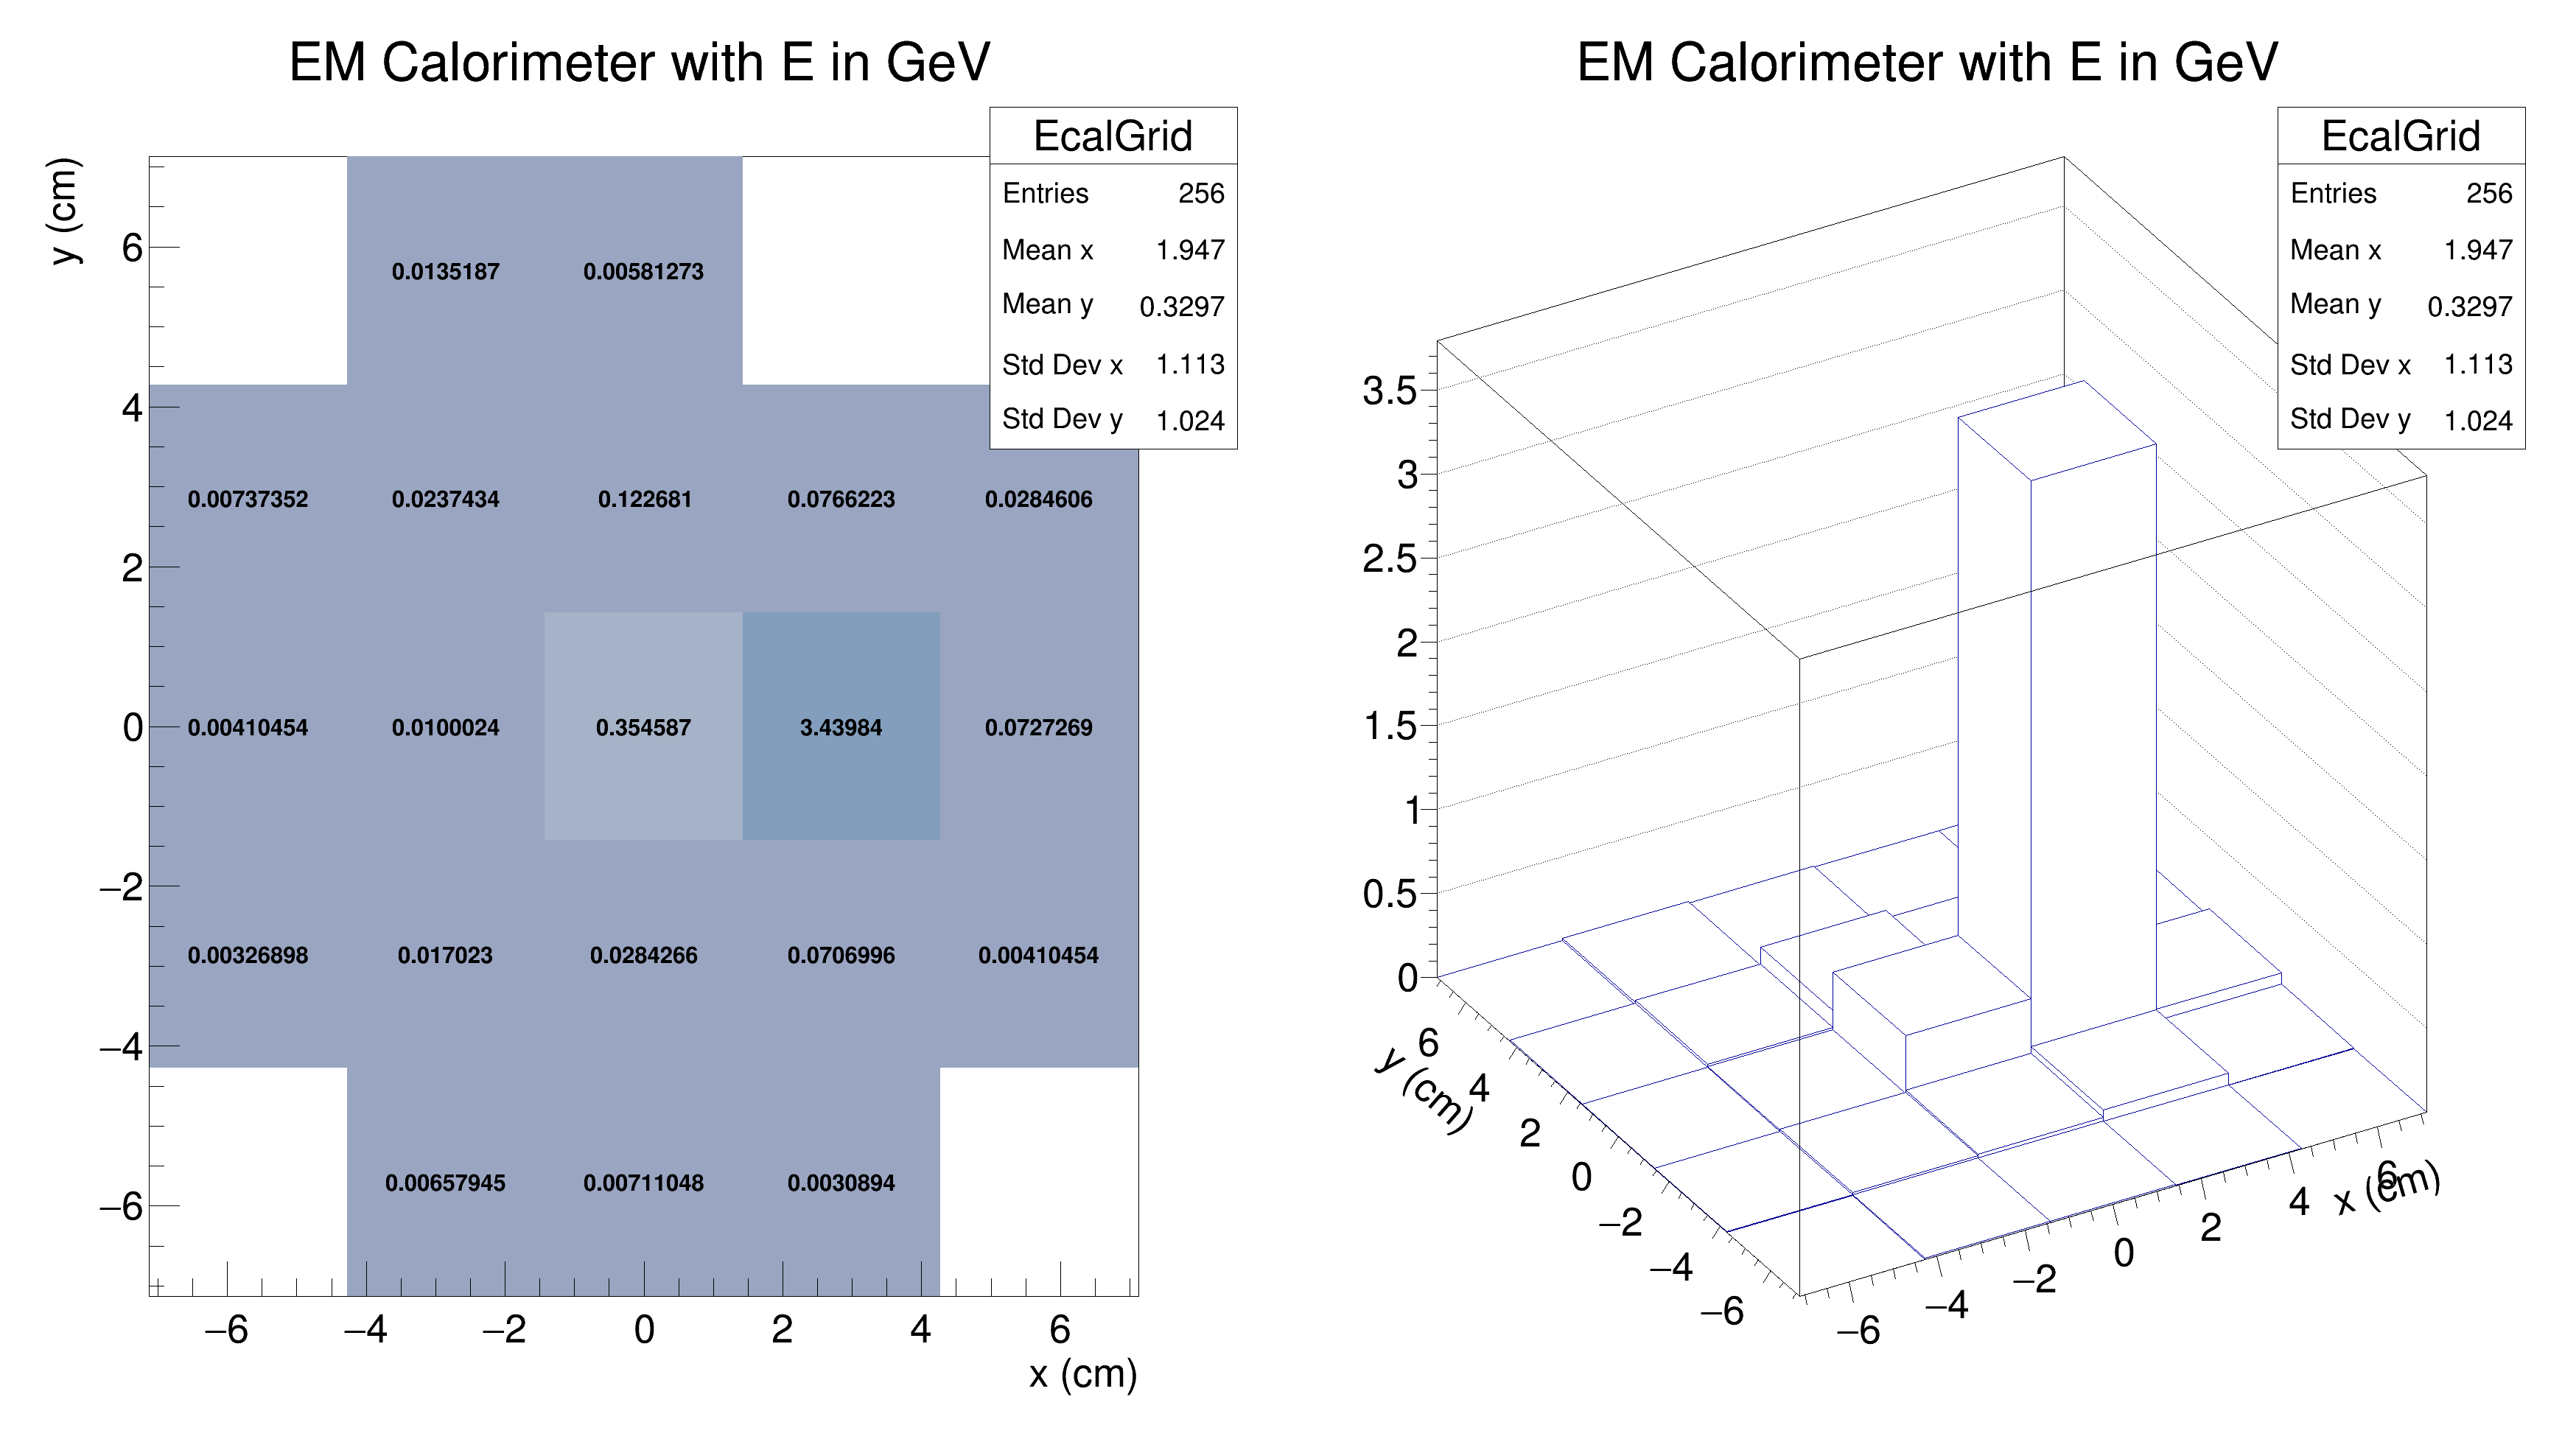 EM Calorimeter with E in GeV
EcalGrid
Entries 256
Mean x 1.947
Mean y 0.3297
Std Dev x 1.113
Std Dev y 1.024
y (cm)
6
4
2
0
−2
−4
−6
0.0135187 0.00581273
0.00737352 0.0237434 0.122681 0.0766223 0.0284606
0.00410454 0.0100024 0.354587 3.43984 0.0727269
0.00326898 0.017023 0.0284266 0.0706996 0.00410454
0.00657945 0.00711048 0.0030894
−6 −4 −2 0 2 4 6
x (cm)
EM Calorimeter with E in GeV
EcalGrid
Entries 256
Mean x 1.947
Mean y 0.3297
Std Dev x 1.113
Std Dev y 1.024
3.5
3
2.5
2
1.5
1
0.5
0
6
4
2
0
−2
−4
−6
y (cm)
−6 −4 −2 0 2 4 6
x (cm)